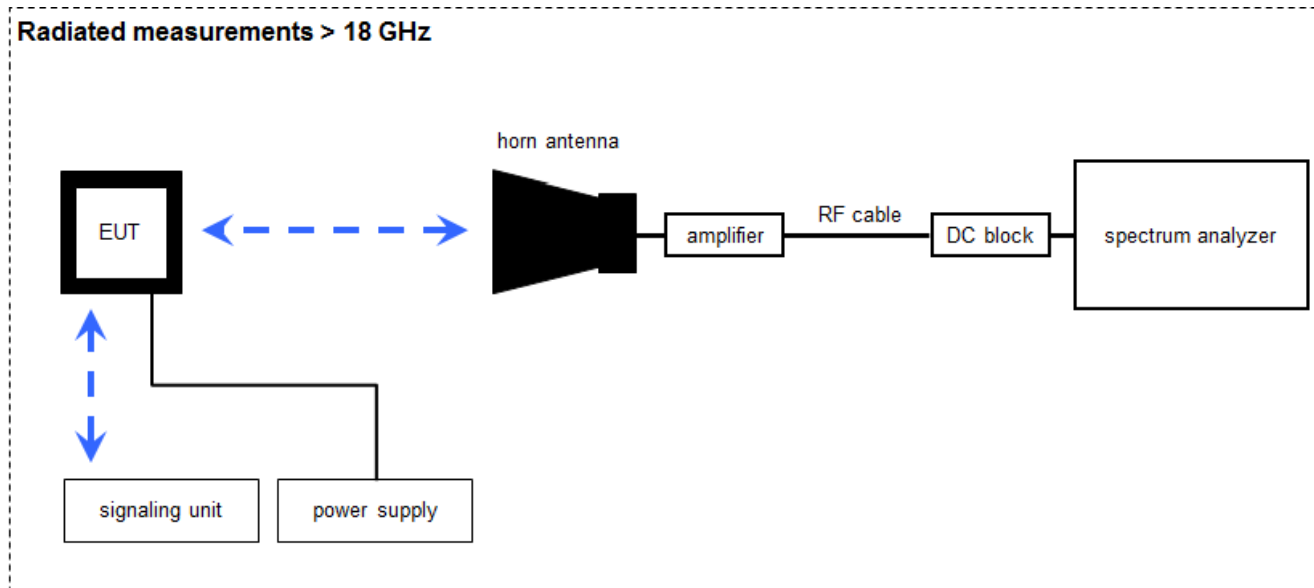 Radiated measurements > 18 GHz
horn antenna
EUT
amplifier
RF cable
DC block
spectrum analyzer
signaling unit
power supply